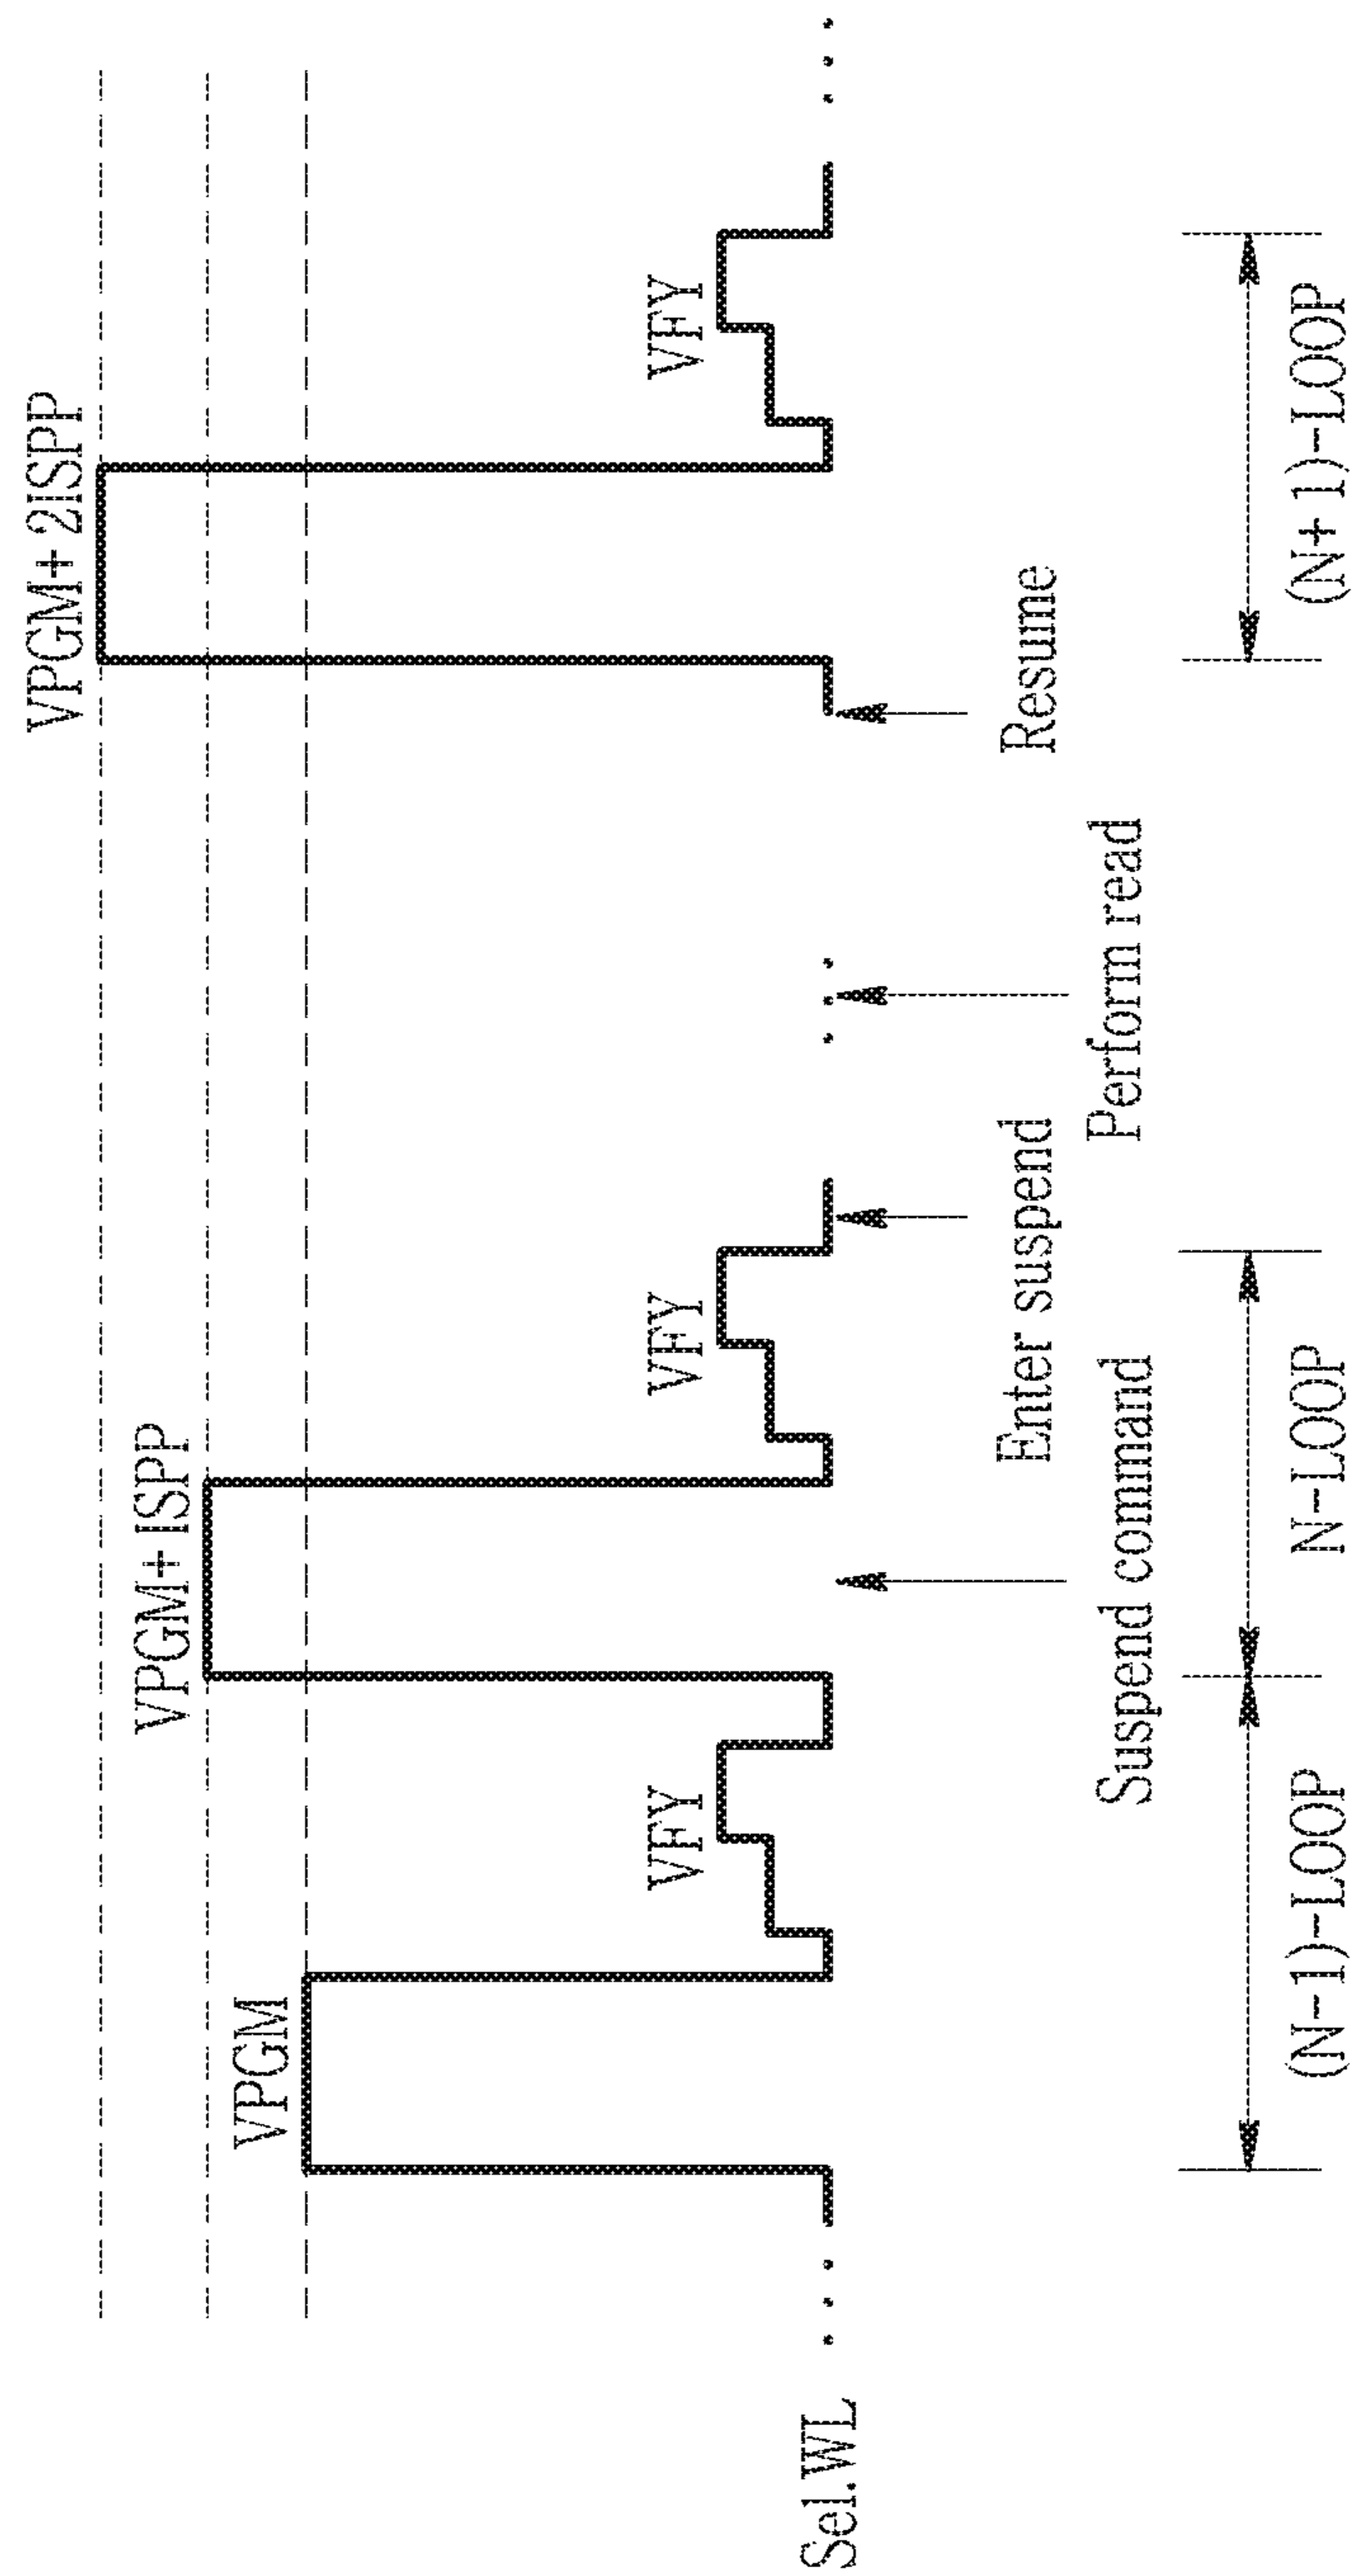 VPGM+2ISPP
VPGM+ISPP
VPGM
VFY
VFY
VFY
Sel.WL
Enter suspend
Resume
Suspend command
Perform read
(N-1)-LOOP
N-LOOP
(N+1)-LOOP